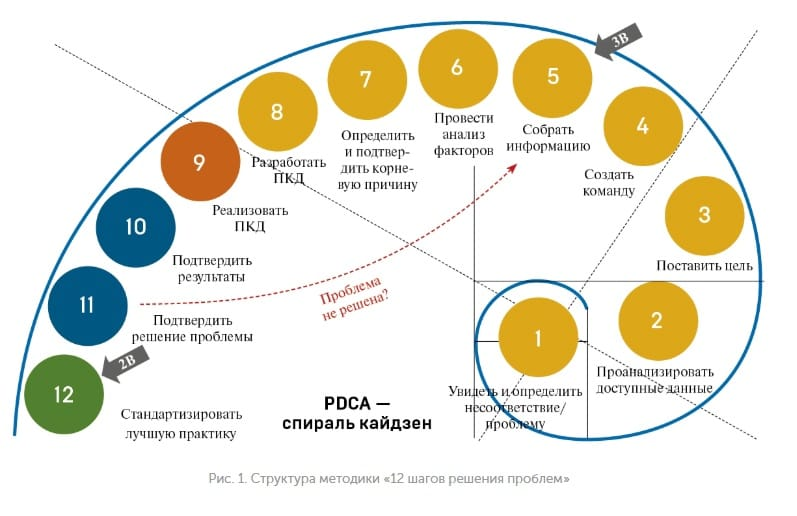 1
Увидеть и определить
несоответствие/
проблему
2
Проанализировать
доступные данные
3
Поставить цель
4
Создать
команду
3В
5
Собрать
информацию
6
Провести
анализ
факторов
7
Определить
и подтвер-
дить корне-
вую причину
8
Разработать
ПКД
9
Реализовать
ПКД
10
Подтвердить
результаты
11
Подтвердить
решение проблемы
Проблема
не решена?
2В
12
Стандартизировать
лучшую практику
PDCA —
спираль кайдзен
Рис. 1. Структура методики «12 шагов решения проблем»